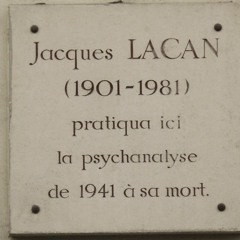 Jacques LACAN
(1901-1981)
pratiqua ici
la psychanalyse
de 1941 à sa mort.